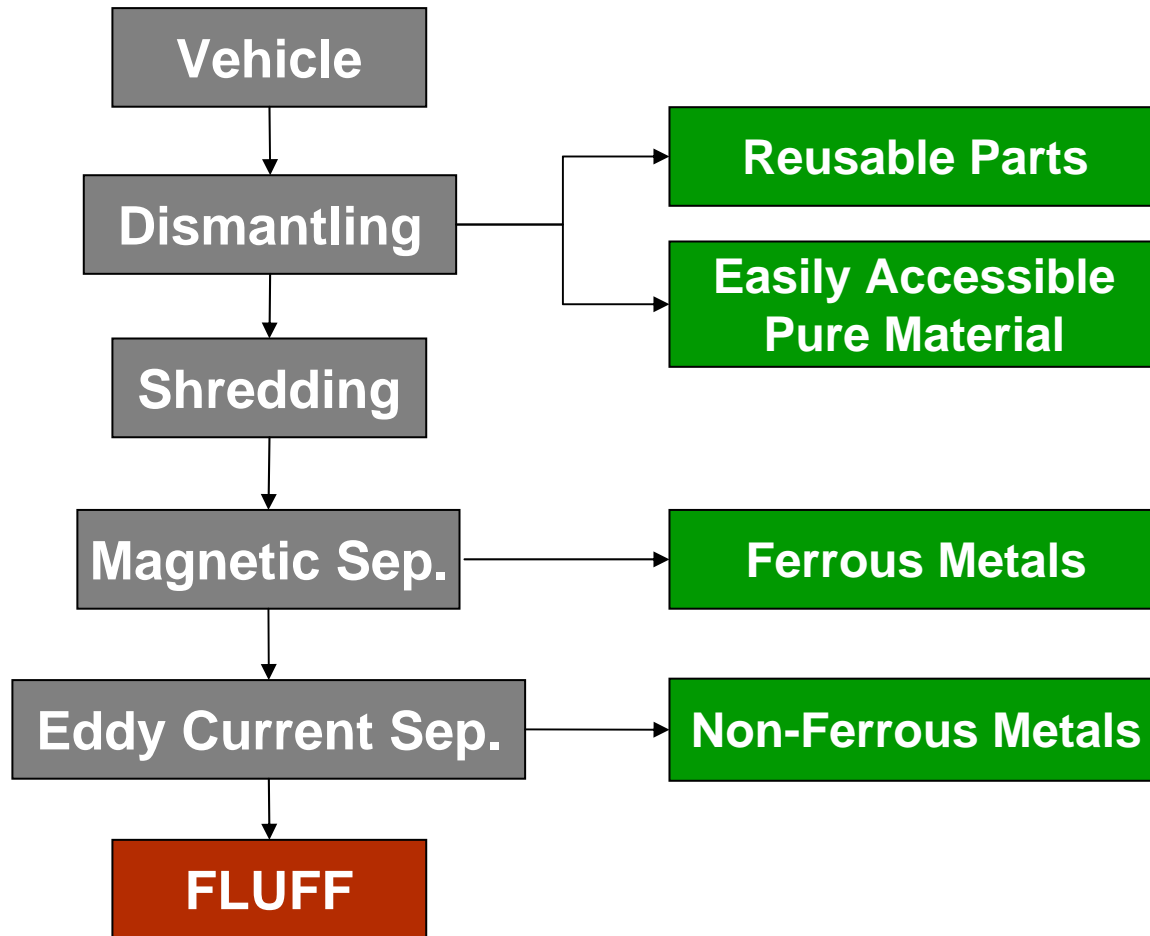 Vehicle
Reusable Parts
Dismantling
Easily Accessible
Pure Material
Shredding
Magnetic Sep.
Ferrous Metals
Eddy Current Sep.
Non-Ferrous Metals
FLUFF